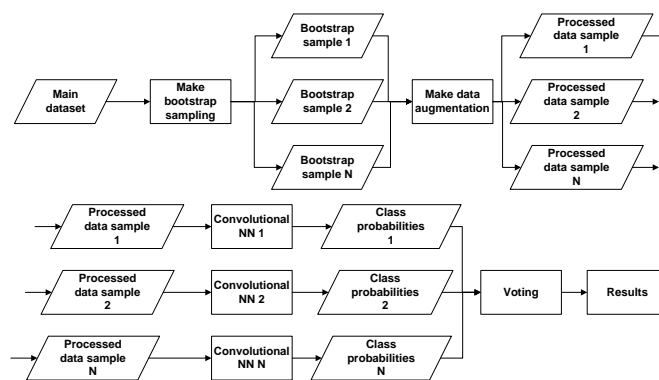 Main
dataset
Make
bootstrap
sampling
Bootstrap
sample 1
Bootstrap
sample 2
Bootstrap
sample N
Make data
augmentation
Processed
data sample
1
Processed
data sample
2
Processed
data sample
N
Processed
data sample
1
Convolutional
NN 1
Class
probabilities
1
Processed
data sample
2
Convolutional
NN 2
Class
probabilities
2
Processed
data sample
N
Convolutional
NN N
Class
probabilities
N
Voting
Results